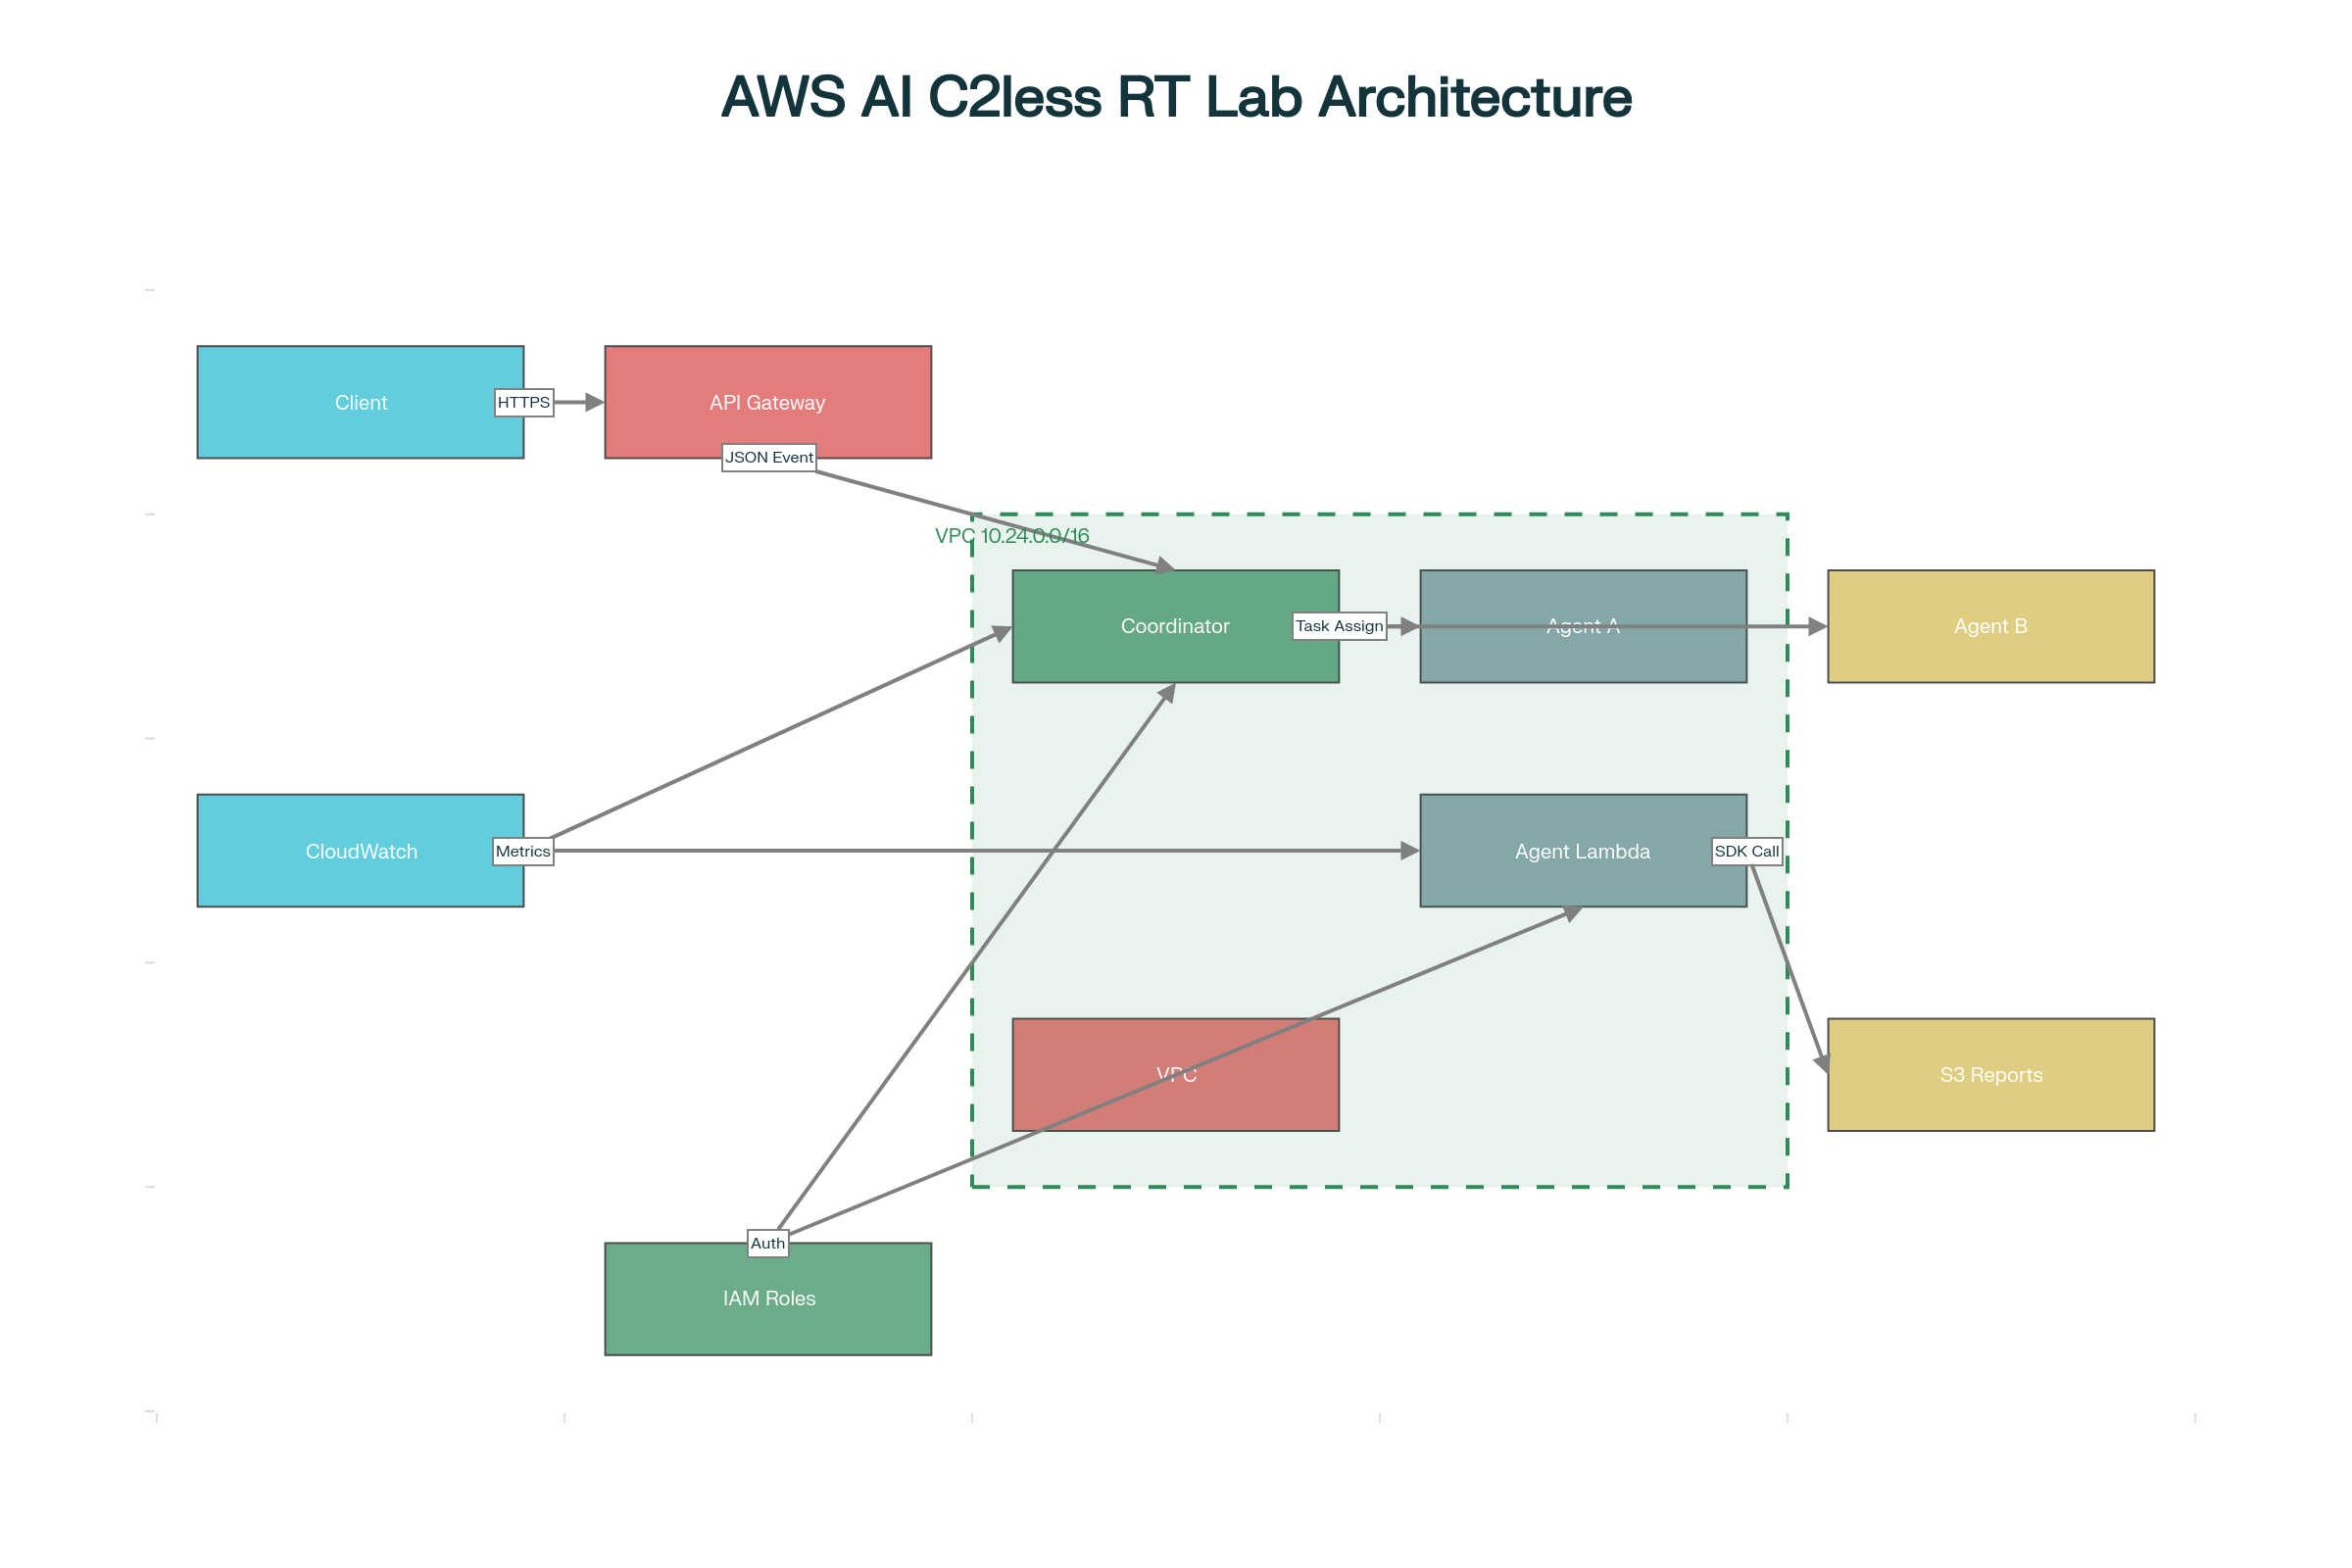 AWS AI C2less RT Lab Architecture
Client
HTTPS
API Gateway
JSON Event
VPC 10.24.0.0/16
Coordinator
Task Assign
Agent A
Agent B
CloudWatch
Metrics
Agent Lambda
SDK Call
VPC
S3 Reports
Auth
IAM Roles